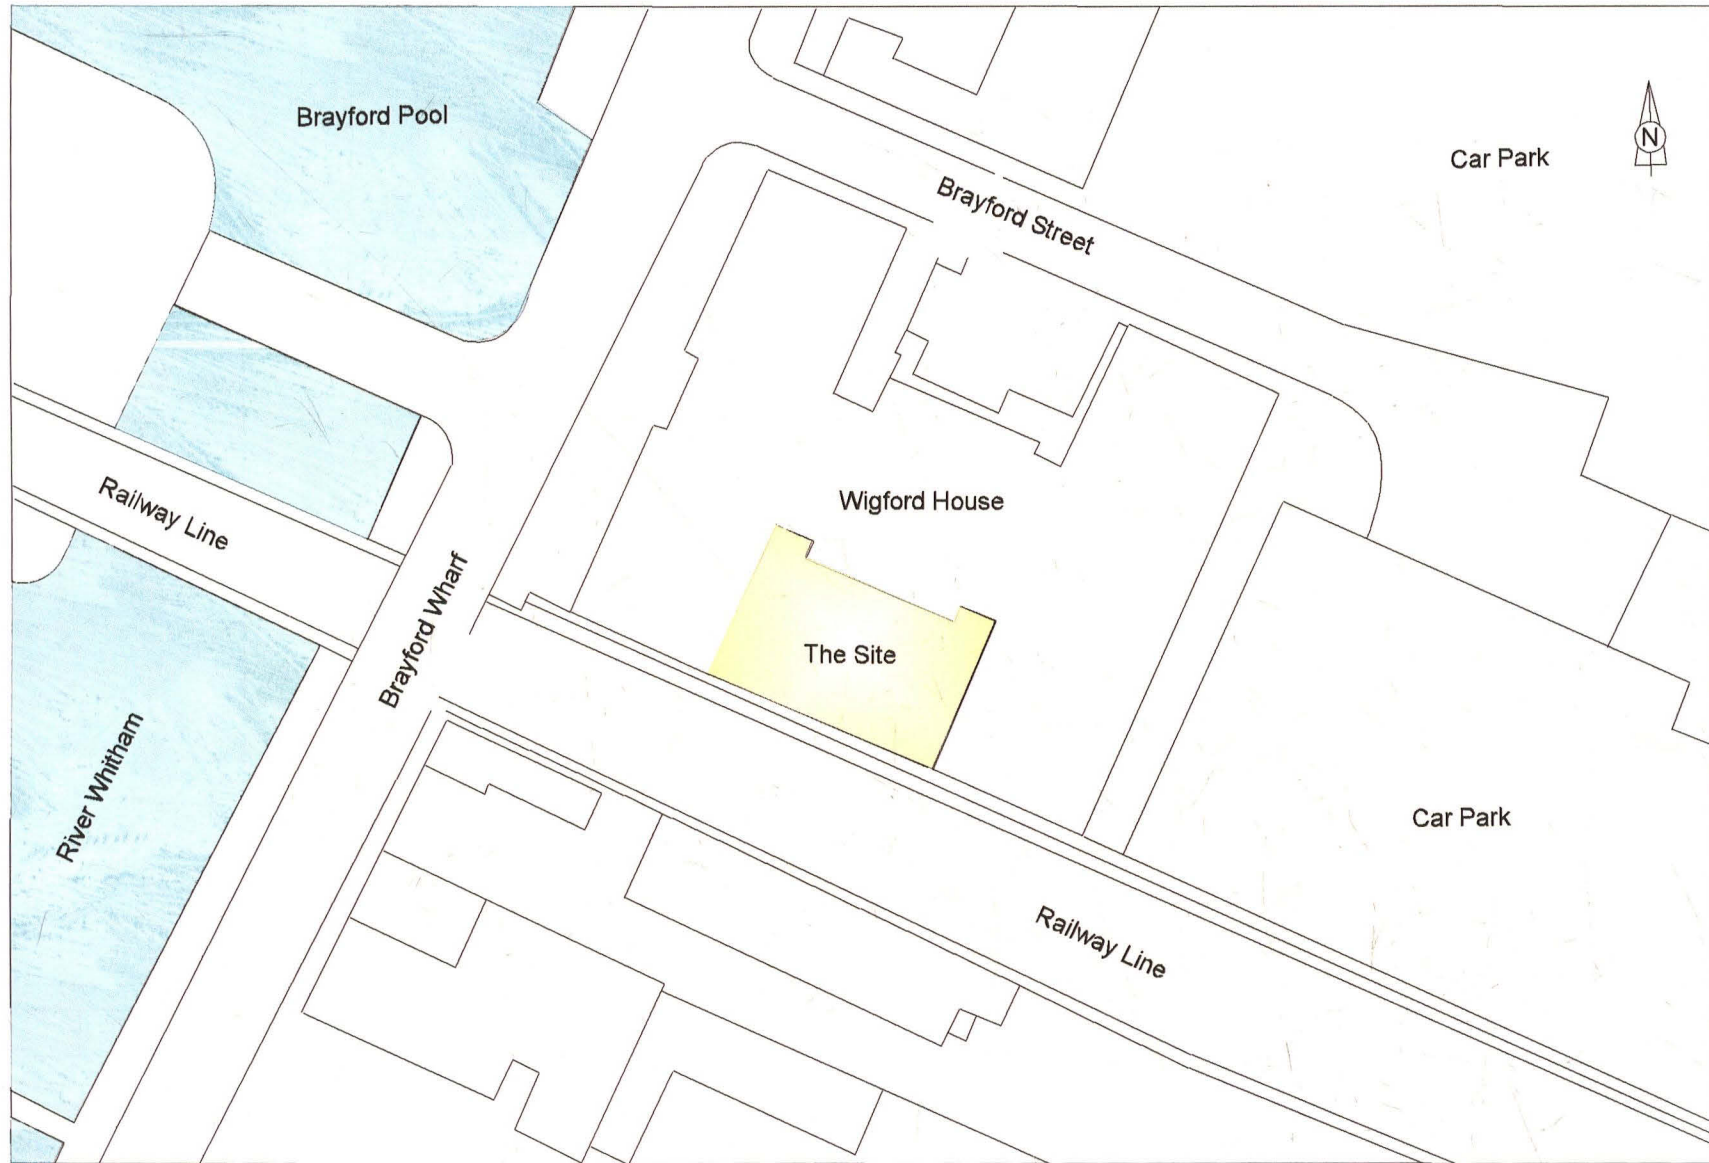 Brayford Pool
N
Car Park
Brayford Street
Railway Line
Wigford House
Brayford Wharf
The Site
River Whitham
Car Park
Railway Line